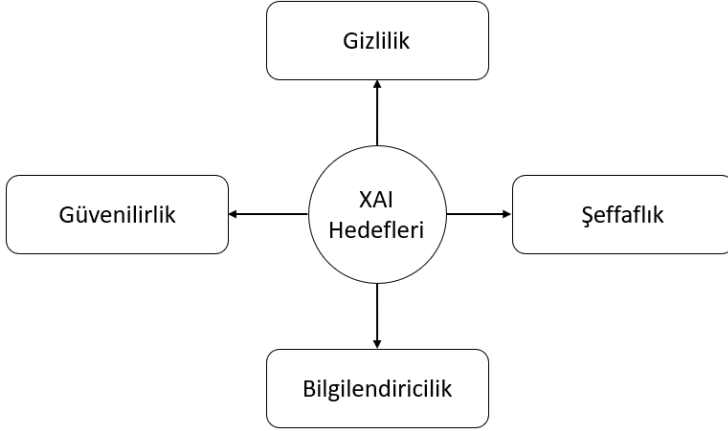 Gizlilik
Güvenilirlik
XAI
Hedefleri
Şeffaflık
Bilgilendiricilik